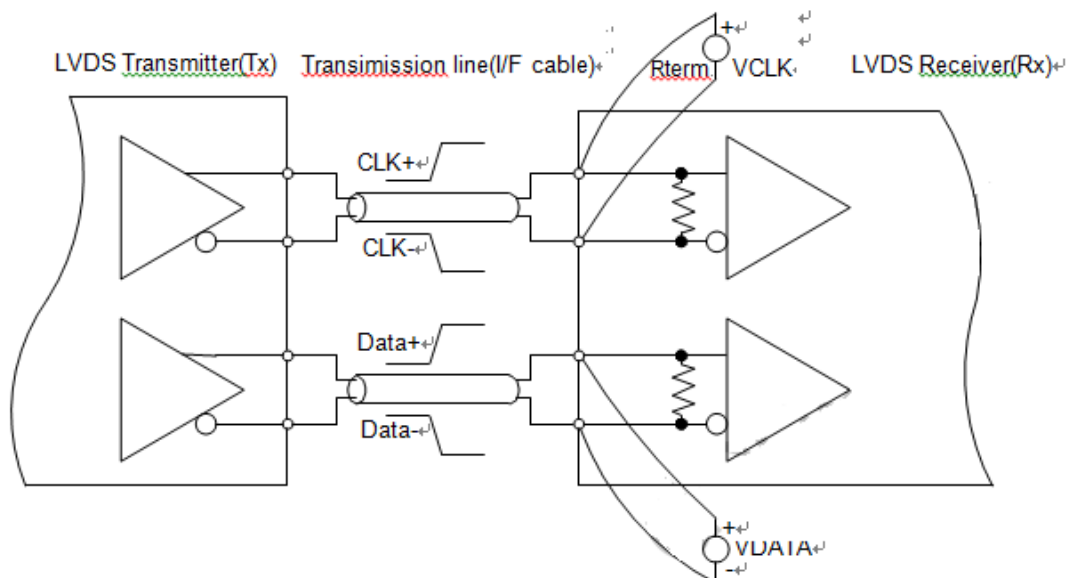 LVDS Transmitter(Tx)
Transimission line(I/F cable)
Rterm
+
VCLK
LVDS Receiver(Rx)
CLK+
CLK-
Data+
Data-
+
VDATA
-